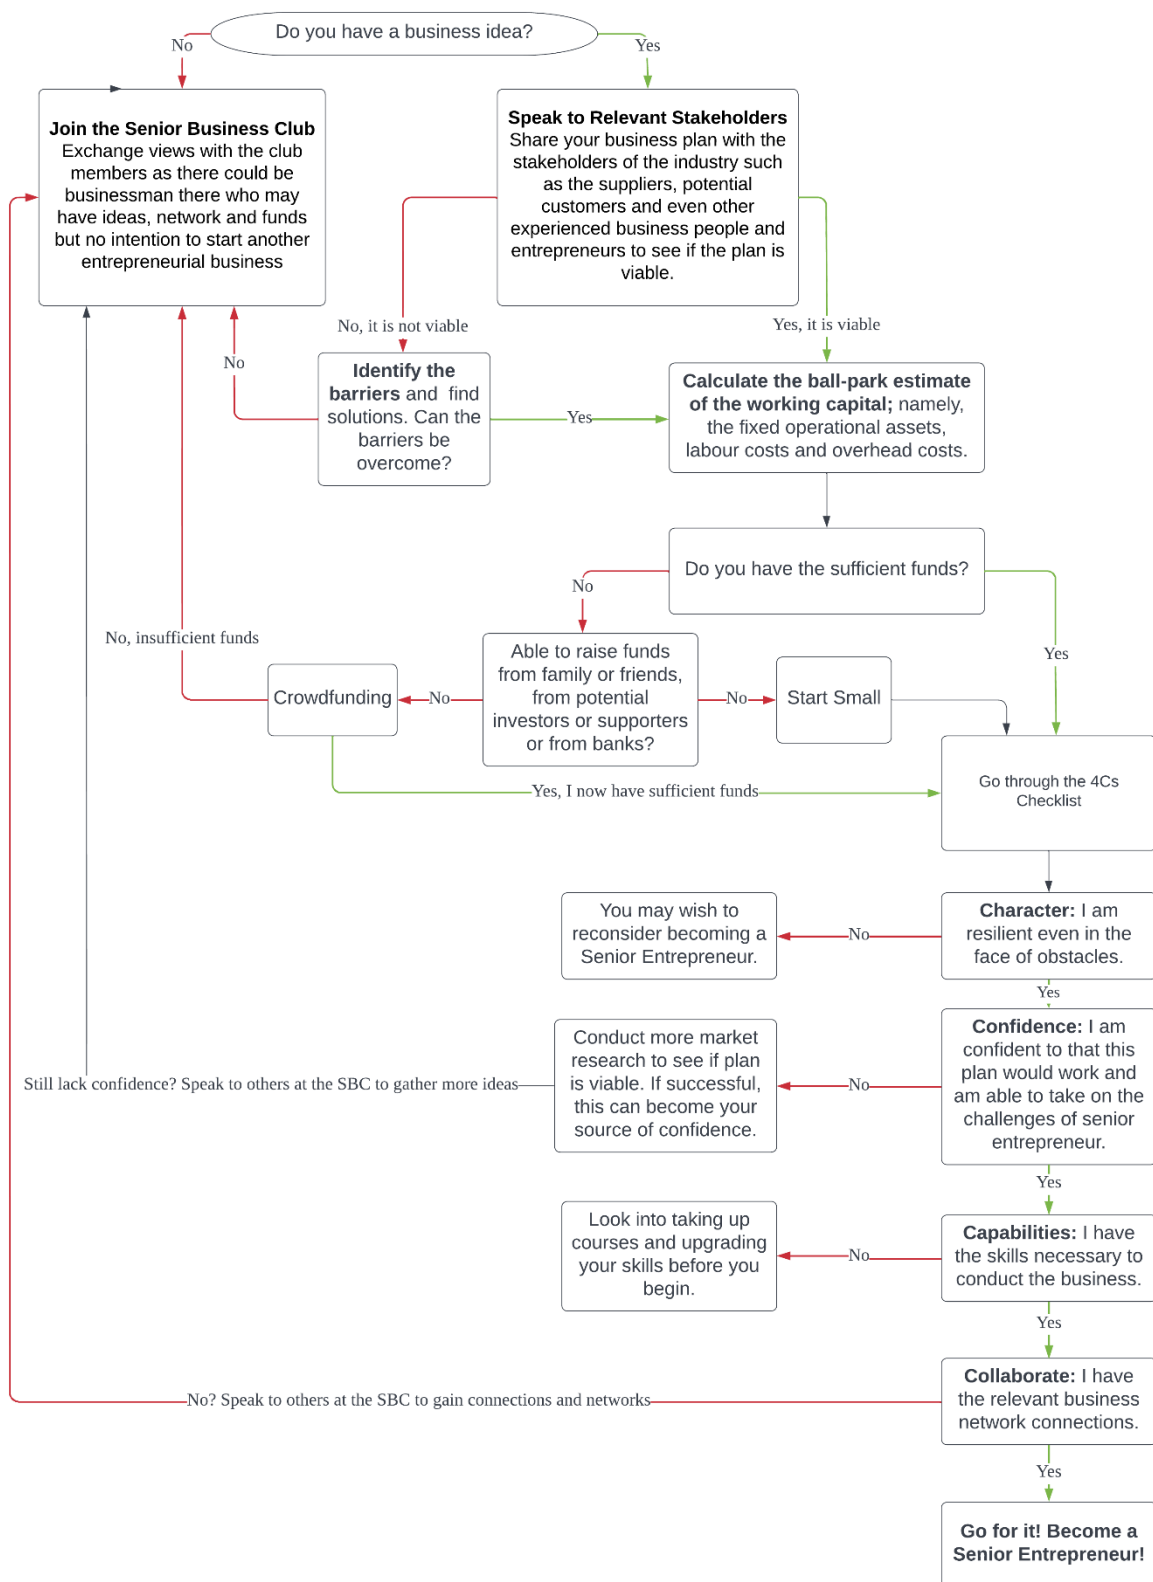 Do you have a business idea?
No
Yes
Join the Senior Business Club
Exchange views with the club
members as there could be
businessman there who may
have ideas, network and funds
but no intention to start another
entrepreneurial business
Speak to Relevant Stakeholders
Share your business plan with the
stakeholders of the industry such
as the suppliers, potential
customers and even other
experienced business people and
entrepreneurs to see if the plan is
viable.
No, it is not viable
Yes, it is viable
No
Identify the
barriers and find
solutions. Can the
barriers be
overcome?
Yes
Calculate the ball-park estimate
of the working capital; namely,
the fixed operational assets,
labour costs and overhead costs.
Do you have the sufficient funds?
No
Yes
No, insufficient funds
Crowdfunding
No
Able to raise funds
from family or friends,
from potential
investors or supporters
or from banks?
No
Start Small
Yes, I now have sufficient funds
Go through the 4Cs
Checklist
You may wish to
reconsider becoming a
Senior Entrepreneur.
No
Character: I am
resilient even in the
face of obstacles.
Yes
Still lack confidence? Speak to others at the SBC to gather more ideas
Conduct more market
research to see if plan
is viable. If successful,
this can become your
source of confidence.
No
Confidence: I am
confident to that this
plan would work and
am able to take on the
challenges of senior
entrepreneur.
Yes
Look into taking up
courses and upgrading
your skills before you
begin.
No
Capabilities: I have
the skills necessary to
conduct the business.
Yes
No? Speak to others at the SBC to gain connections and networks
Collaborate: I have
the relevant business
network connections.
Yes
Go for it! Become a
Senior Entrepreneur!